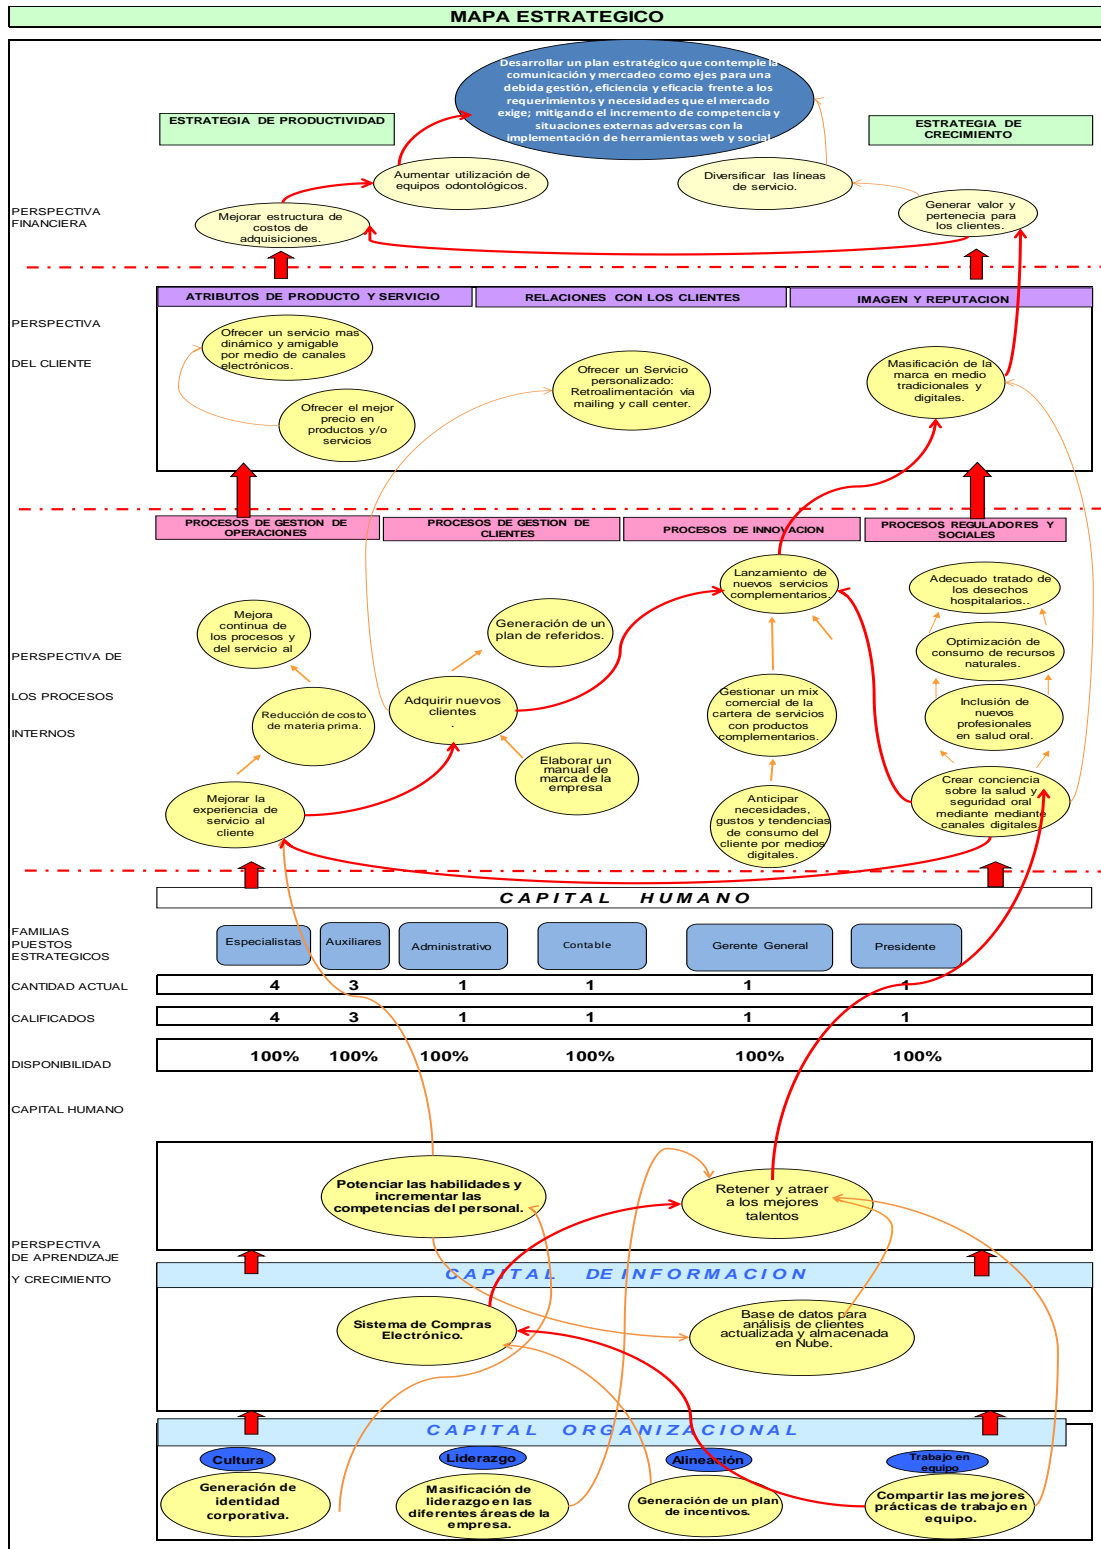 MAPA ESTRATEGICO
Desarrollar un plan estratégico que contemple la
comunicación y mercadeo como ejes para una
debida gestión, eficiencia y eficacia frente a los
requerimientos y necesidades que el mercado
exige; mitigando el incremento de competencia y
situaciones externas adversas con la
implementación de herramientas web y social
ESTRATEGIA DE PRODUCTIVIDAD
ESTRATEGIA DE
CRECIMIENTO
Aumentar utilización de
equipos odontológicos.
Diversificar las líneas
de servicio.
PERSPECTIVA
FINANCIERA
Mejorar estructura de
costos de
adquisiciones.
Generar valor y
pertenecia para
los clientes.
ATRIBUTOS DE PRODUCTO Y SERVICIO
RELACIONES CON LOS CLIENTES
IMAGEN Y REPUTACION
PERSPECTIVA
DEL CLIENTE
Ofrecer un servicio mas
dinámico y amigable
por medio de canales
electrónicos.
Ofrecer un Servicio
personalizado:
Retroalimentación vía
mailing y call center.
Masificación de la
marca en medio
tradicionales y
digitales.
Ofrecer el mejor
precio en
productos y/o
servicios
PROCESOS DE GESTION DE
OPERACIONES
PROCESOS DE GESTION DE
CLIENTES
PROCESOS DE INNOVACION
PROCESOS REGULADORES Y
SOCIALES
Lanzamiento de
nuevos servicios
complementarios.
Adecuado tratado de
los desechos
hospitalarios..
Mejora
continua de
los procesos y
del servicio al
Generación de un
plan de referidos.
Optimización de
consumo de recursos
naturales.
PERSPECTIVA DE
LOS PROCESOS
INTERNOS
Reducción de costo
de materia prima.
Adquirir nuevos
clientes
.
Gestionar un mix
comercial de la
cartera de servicios
con productos
complementarios.
Inclusión de
nuevos
profesionales
en salud oral.
Elaborar un
manual de
marca de la
empresa
Mejorar la
experiencia de
servicio al
cliente
Anticipar
necesidades,
gustos y tendencias
de consumo del
cliente por medios
digitales.
Crear conciencia
sobre la salud y
seguridad oral
mediante mediante
canales digitales
CAPITAL HUMANO
FAMILIAS
PUESTOS
ESTRATEGICOS
Especialistas
Auxiliares
Administrativo
Contable
Gerente General
Presidente
CANTIDAD ACTUAL
4 3 1 1 1 1
CALIFICADOS
4 3 1 1 1 1
DISPONIBILIDAD
100% 100% 100% 100% 100% 100%
CAPITAL HUMANO
Potenciar las habilidades y
incrementar las
competencias del personal.
Retener y atraer
a los mejores
talentos
PERSPECTIVA
DE APRENDIZAJE
Y CRECIMIENTO
CAPITAL DE INFORMACION
Sistema de Compras
Electrónico.
Base de datos para
análisis de clientes
actualizada y almacenada
en Nube.
CAPITAL ORGANIZACIONAL
Cultura
Liderazgo
Alineación
Trabajo en
equipo
Generación de
identidad
corporativa.
Masificación de
liderazgo en las
diferentes áreas de la
empresa.
Generación de un plan
de incentivos.
Compartir las mejores
prácticas de trabajo en
equipo.